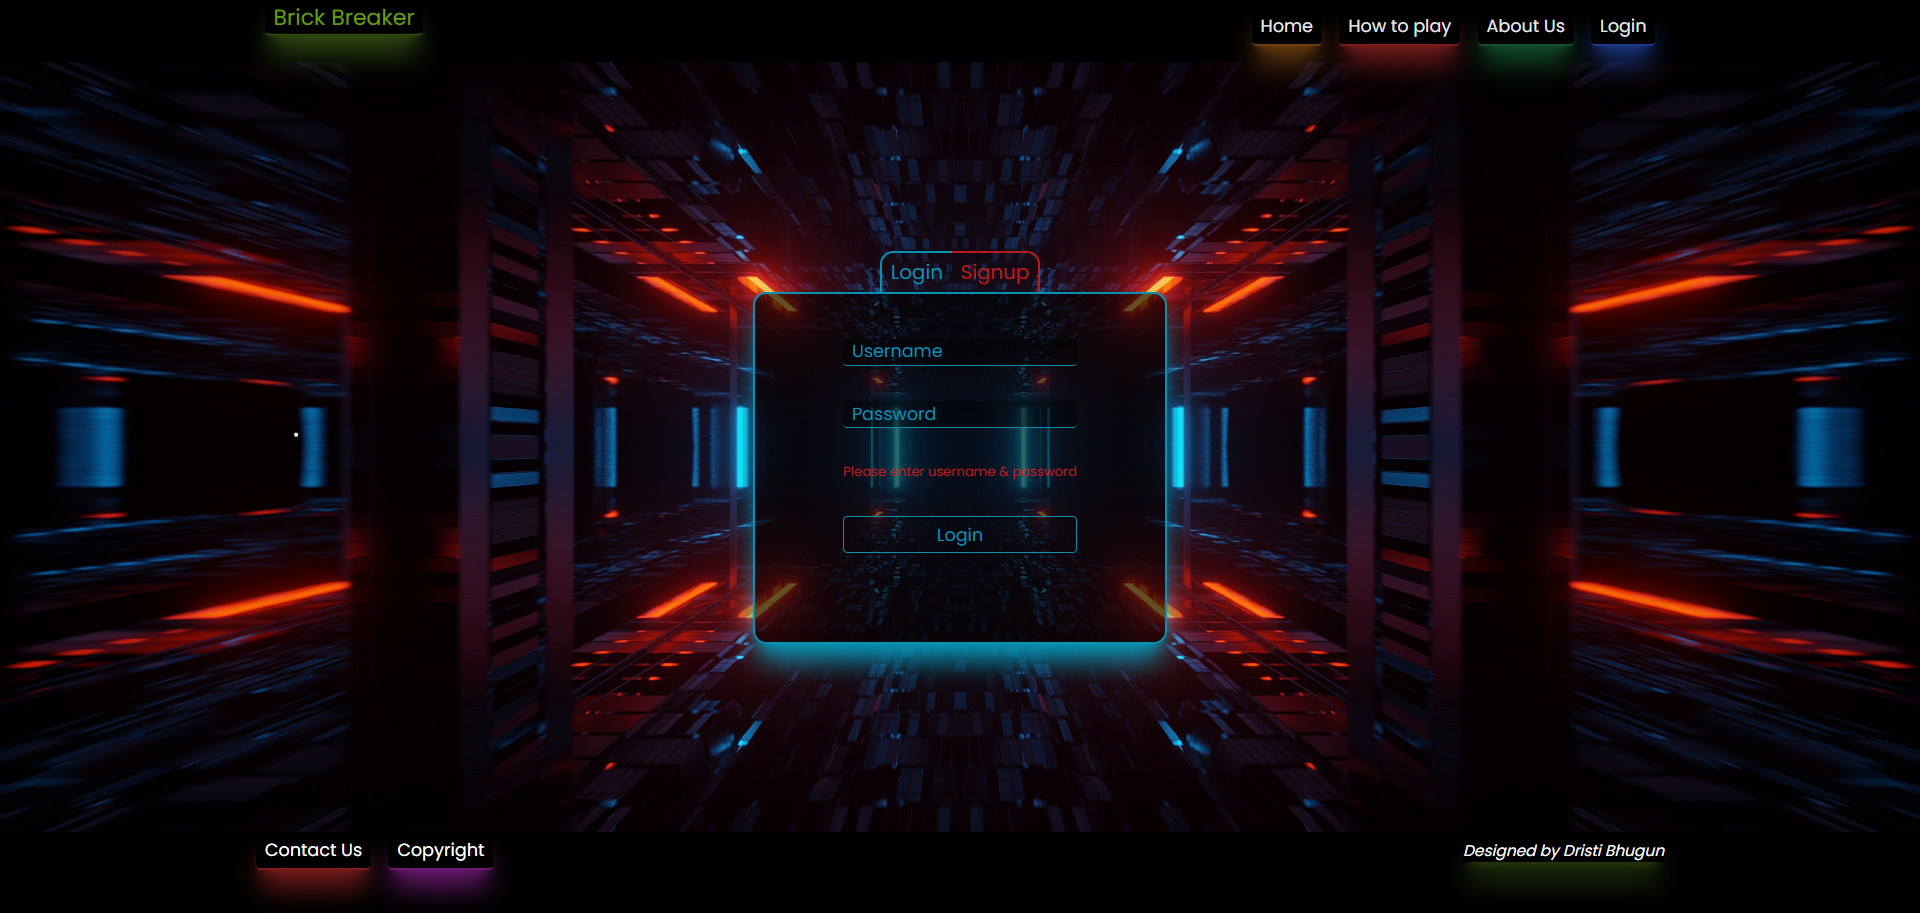 Brick Breaker
Home How to play About Us Login
Login Signup
Username
Password
Please enter username & password
Login
Contact Us Copyright
Designed by Dristi Bhugun